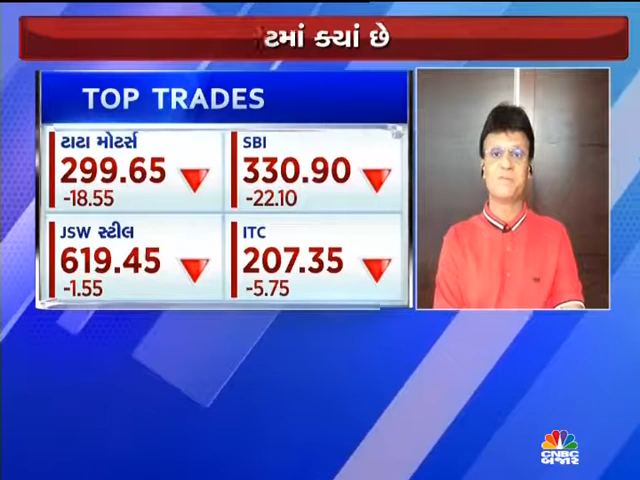 ટમાં ક્યાં છે
TOP TRADES
ટાટા મોટર્સ
299.65
-18.55
SBI
330.90
-22.10
JSW સ્ટીલ
619.45
-1.55
ITC
207.35
-5.75
CNBC
બજાર